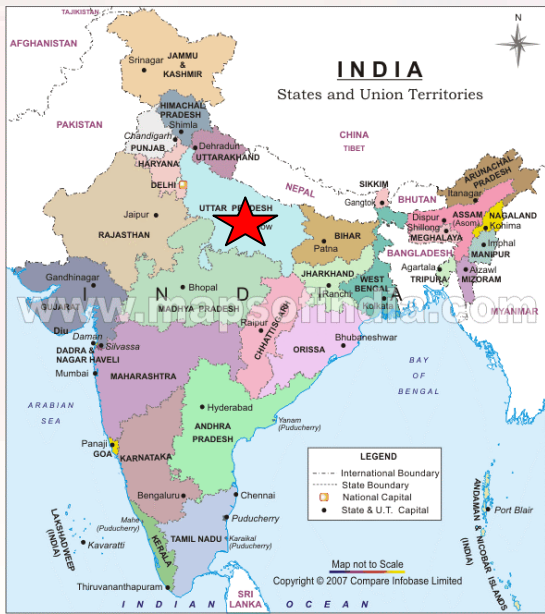 TAJIKISTAN
AFGHANISTAN
N
JAMMU
&
KASHMIR
Srinagar
INDIA
States and Union Territories
HIMACHAL
PRADESH
Shimla
PAKISTAN
Chandigarh
PUNJAB
Dehradun
UTTARAKHAND
CHINA
TIBET
HARYANA
DELHI
ARUNACHAL
PRADESH
NEPAL
SIKKIM
Gangtok
BHUTAN
Itanagar
UTTAR PRADESH
Jaipur
RAJASTHAN
BIHAR
Patna
Dispur
ASSAM
(Asom)
NAGALAND
Kohima
Shillong
MEGHALAYA
Imphal
MANIPUR
BANGLADESH
Agartala
TRIPURA
Aizawl
MIZORAM
Gandhinagar
GUJARAT
I N D I A
Bhopal
MADHYA PRADESH
JHARKHAND
Ranchi
WEST
BENGAL
Kolkata
www.mapsofindia.com
MYANMAR
CHHATTISGARH
Raipur
Diu
Daman
Silvassa
DADRA &
NAGAR HAVELI
ORISSA
Bhubaneshwar
Mumbai
MAHARASHTRA
BAY
OF
BENGAL
ARABIAN
SEA
Hyderabad
ANDHRA
PRADESH
Yanam
(Puducherry)
Panaji
GOA
KARNATAKA
LEGEND
International Boundary
State Boundary
National Capital
State & U.T. Capital
Bengaluru
Chennai
Mahe
(Puducherry)
Puducherry
Karaikal
(Puducherry)
TAMIL NADU
KERALA
Thiruvananthapuram
LAKSHADWEEP
(INDIA)
Kavaratti
ANDAMAN & NICOBAR ISLANDS
(INDIA)
Port Blair
Map not to Scale
Copyright © 2007 Compare Infobase Limited
SRI
LANKA
INDIAN OCEAN